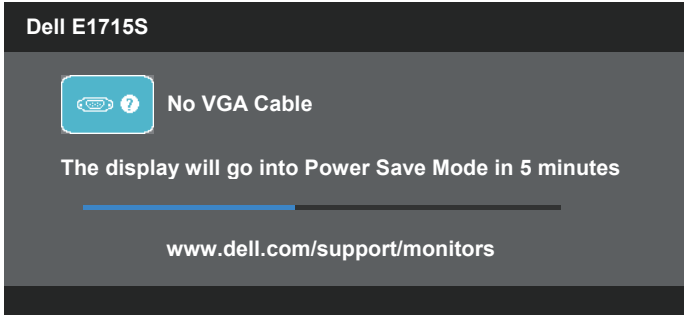 Dell E1715S
No VGA Cable
The display will go into Power Save Mode in 5 minutes
www.dell.com/support/monitors